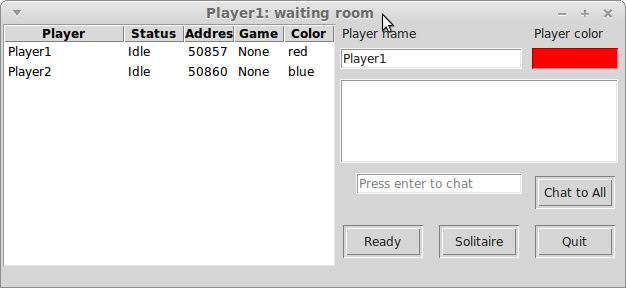 Player1: waiting room
Player Status Addres Game Color
Player1 Idle 50857 None red
Player2 Idle 50860 None blue
Player name Player color
Player1
Press enter to chat
Chat to All
Ready Solitaire Quit